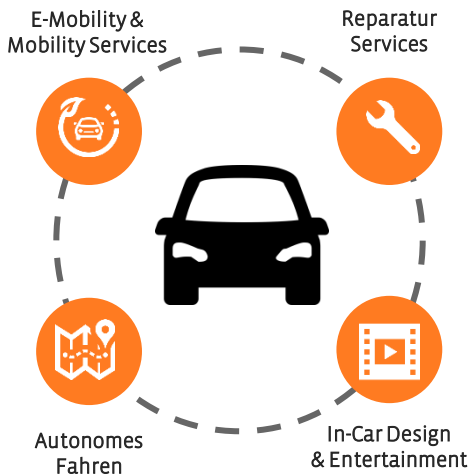 E-Mobility &
Mobility Services
Reparatur
Services
Autonomes
Fahren
In-Car Design
& Entertainment